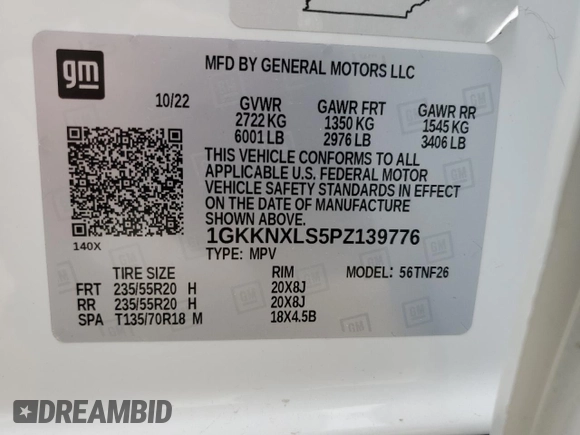 gm
MFD BY GENERAL MOTORS LLC
10/22 GVWR GAWR FRT GAWR RR
2722 KG 1350 KG 1545 KG
6001 LB 2976 LB 3406 LB
THIS VEHICLE CONFORMS TO ALL
APPLICABLE U.S. FEDERAL MOTOR
VEHICLE SAFETY STANDARDS IN EFFECT
ON THE DATE OF MANUFACTURE
SHOWN ABOVE.
140X
1GKKNXLS5PZ139776
TYPE: MPV MODEL: 56TNF26
TIRE SIZE RIM
FRT 235/55R20 H 20X8J
RR 235/55R20 H 20X8J
SPA T135/70R18 M 18X4.5B
DREAMBID